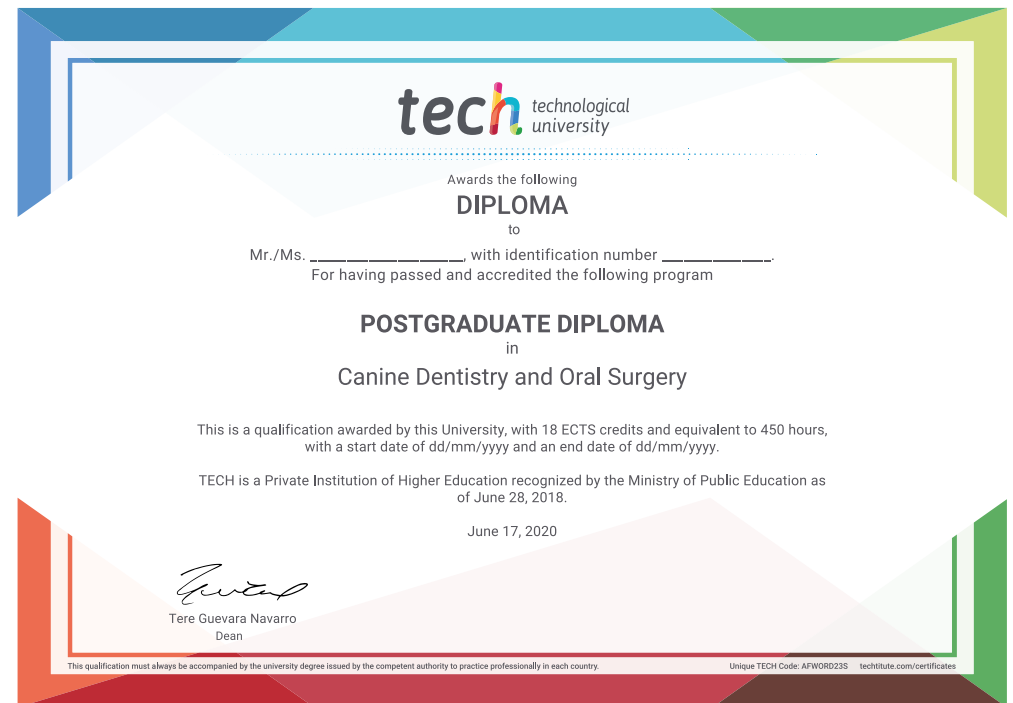 tech technological
university
Awards the following
DIPLOMA
to
Mr./Ms. ____________________, with identification number ______________.
For having passed and accredited the following program
POSTGRADUATE DIPLOMA
in
Canine Dentistry and Oral Surgery
This is a qualification awarded by this University, with 18 ECTS credits and equivalent to 450 hours,
with a start date of dd/mm/yyyy and an end date of dd/mm/yyyy.
TECH is a Private Institution of Higher Education recognized by the Ministry of Public Education as
of June 28, 2018.
June 17, 2020
Tere Guevara Navarro
Dean
This qualification must always be accompanied by the university degree issued by the competent authority to practice professionally in each country. Unique TECH Code: AFWORD23S techtitute.com/certificates